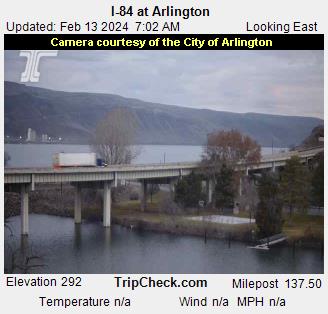 I-84 at Arlington
Updated: Feb 13 2024 7:02 AM Looking East
Camera courtesy of the City of Arlington
Elevation 292 TripCheck.com Milepost 137.50
Temperature n/a Wind n/a MPH n/a